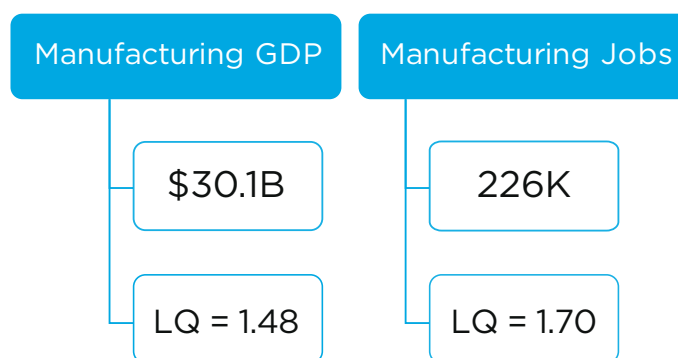 Manufacturing GDP
$30.1B
LQ = 1.48
Manufacturing Jobs
226K
LQ = 1.70